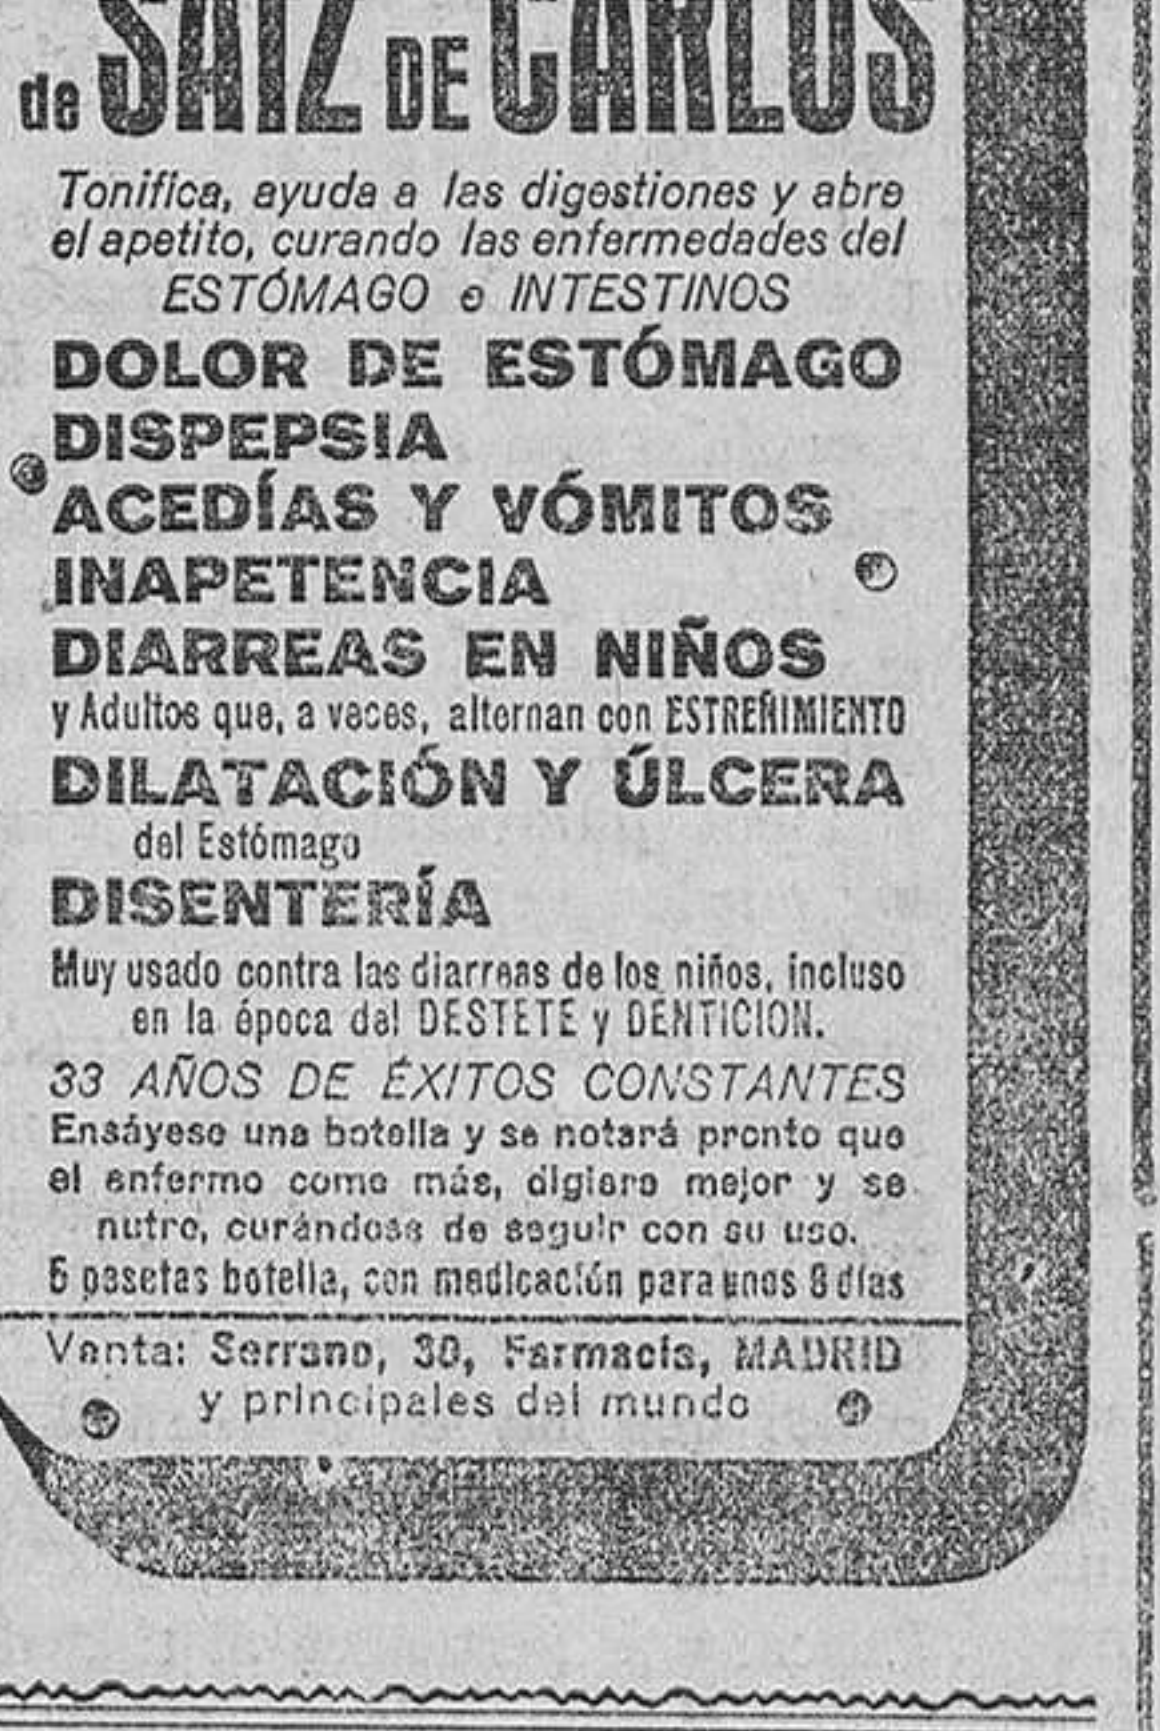 de SAIZ DE CARLOS
Tonifica, ayuda a las digestiones y abre
el apetito, curando las enfermedades del
ESTÓMAGO e INTESTINOS
DOLOR DE ESTÓMAGO
DISPEPSIA
ACEDÍAS Y VÓMITOS
INAPETENCIA
DIARREAS EN NIÑOS
y Adultos que, a veces, alternan con ESTREÑIMIENTO
DILATACIÓN Y ÚLCERA
del Estómago
DISENTERÍA
Muy usado contra las diarreas de los niños, incluso
en la época del DESTETE y DENTICION.
33 AÑOS DE ÉXITOS CONSTANTES
Ensáyese una botella y se notará pronto que
el enfermo come más, digiere mejor y se
nutre, curándose de seguir con su uso.
5 pesetas botella, con medicación para unos 8 días
Venta: Serrano, 30, Farmacia, MADRID
y principales del mundo